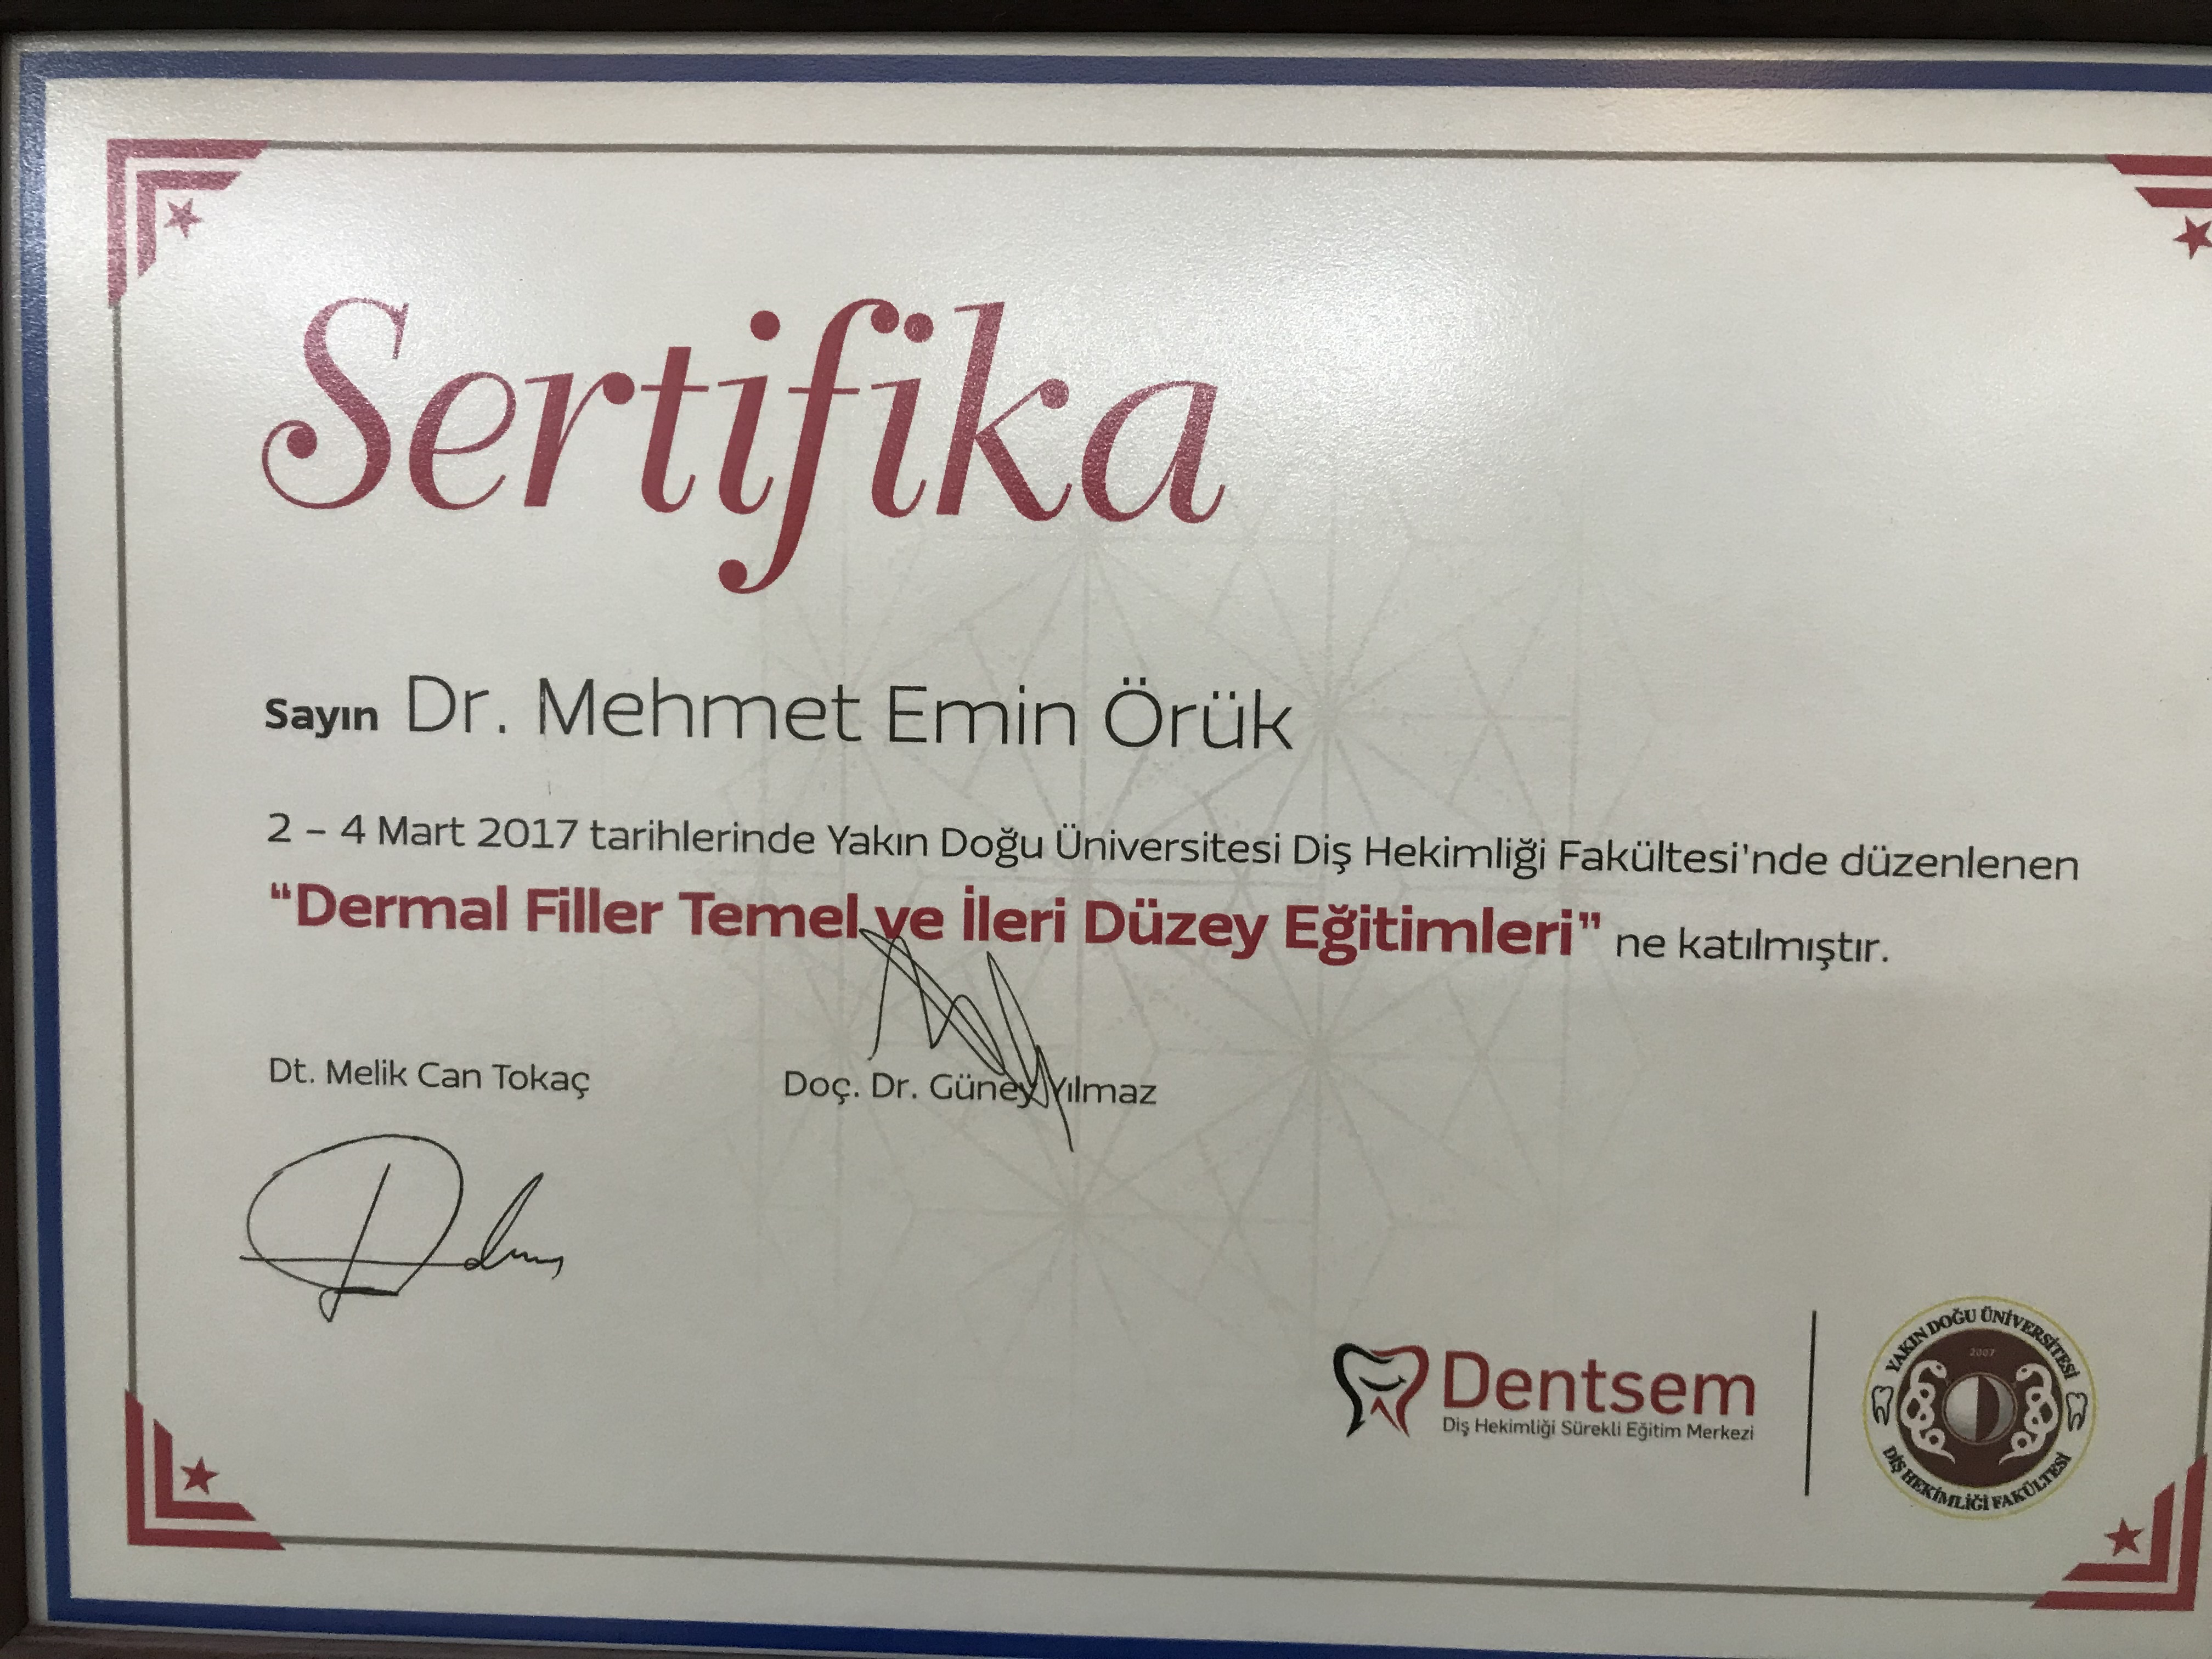 Sertifika
Sayın Dr. Mehmet Emin Örük
2 – 4 Mart 2017 tarihlerinde Yakın Doğu Üniversitesi Diş Hekimliği Fakültesi'nde düzenlenen
“Dermal Filler Temel ve İleri Düzey Eğitimleri” ne katılmıştır.
Dt. Melik Can Tokaç
Doç. Dr. Güney Yılmaz
Dentsem
Diş Hekimliği Sürekli Eğitim Merkezi
YAKIN DOĞU ÜNİVERSİTESİ
2007
DİŞ HEKİMLİĞİ FAKÜLTESİ